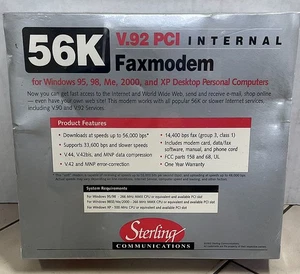 56K
V.92 PCI INTERNAL
Faxmodem
for Windows 95, 98, Me, 2000, and XP Desktop Personal Computers
Now you can get fast access to the Internet and World Wide Web, send and receive e-mail, shop online
— even have your own web site! This modem works with all popular 56K or slower Internet services,
including V.90 and V.92 Services.
Product Features
• Downloads at speeds up to 56,000 bps*
• Supports 33,600 bps and slower speeds
• V.44, V.42bis, and MNP data compression
• V.42 and MNP error-correction
• 14,400 bps fax (group 3, class 1)
• Includes modem card, data/fax
software, manual, and phone cord
• FCC parts 15B and 68, UL
• One Year Warranty
System Requirements
Sterling
COMMUNICATIONS